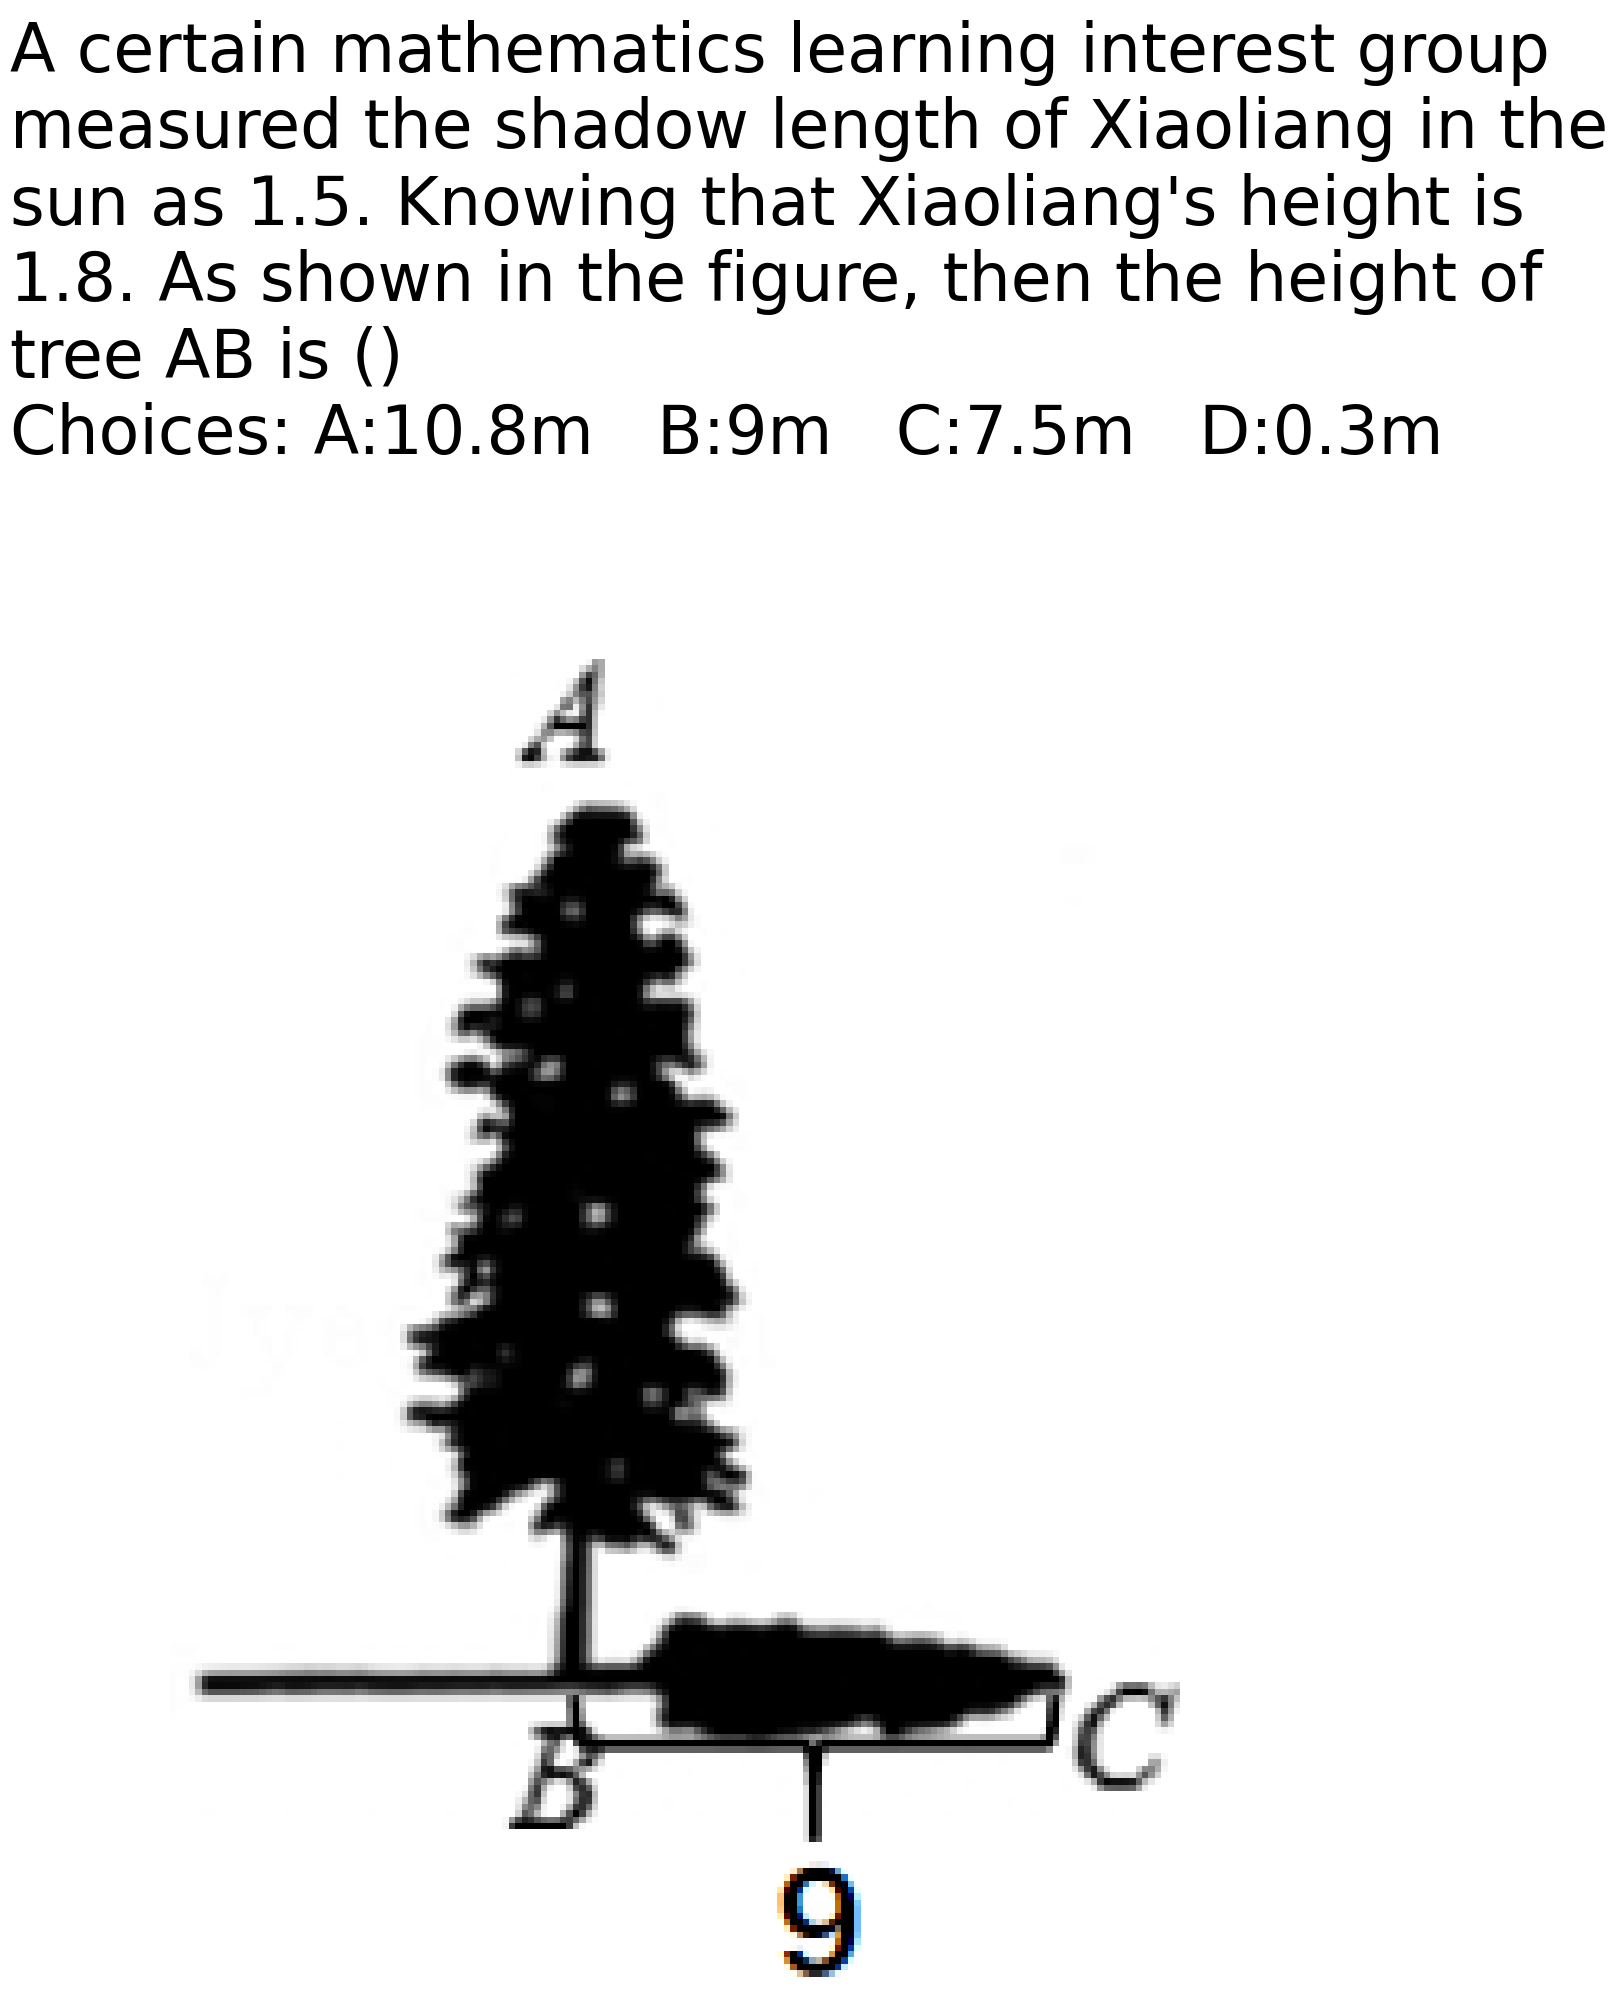 A certain mathematics learning interest group
measured the shadow length of Xiaoliang in the
sun as 1.5. Knowing that Xiaoliang's height is
1.8. As shown in the figure, then the height of
tree AB is ()
Choices: A:10.8m   B:9m   C:7.5m   D:0.3m
A
B
C
9